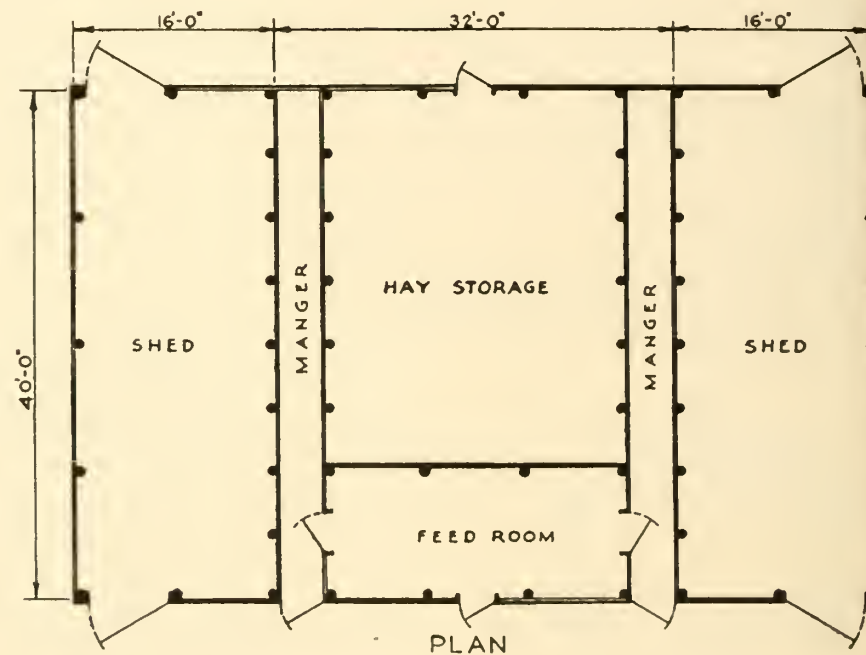 16'-0" 32'-0" 16'-0"
40'-0"
SHED
MANGER
HAY STORAGE
MANGER
SHED
FEED ROOM
PLAN